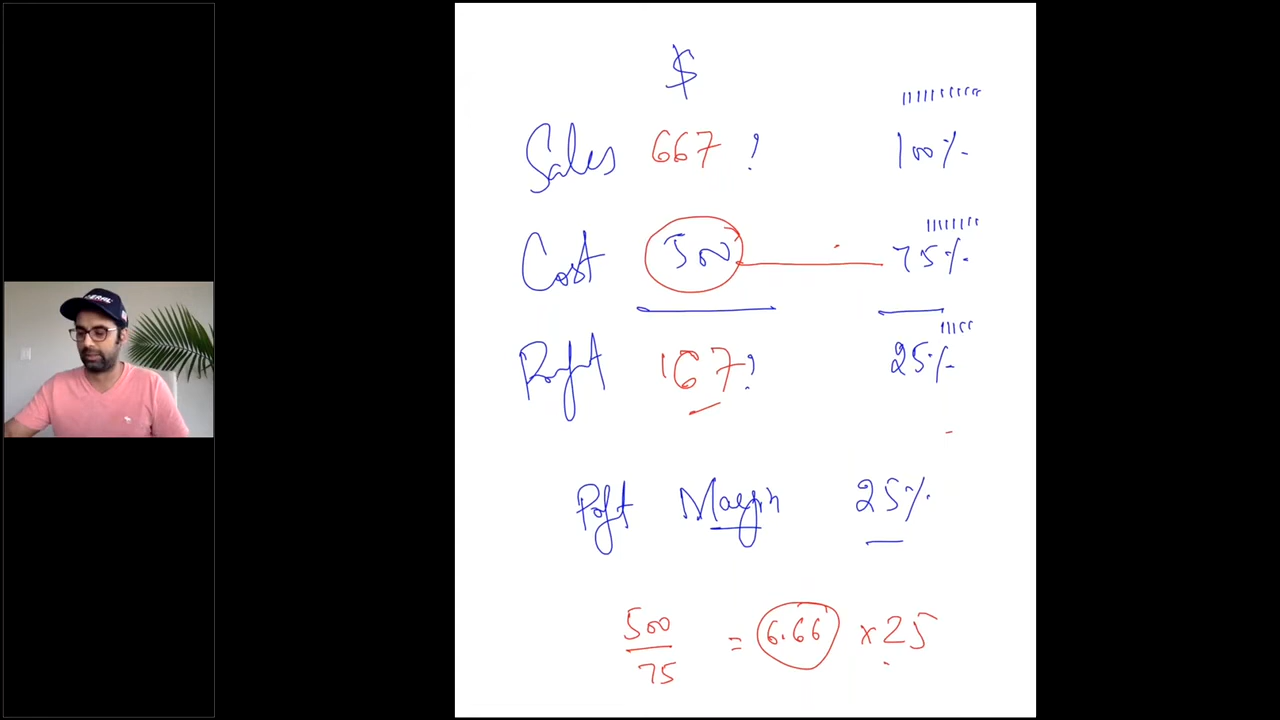 $
Sales 667 ? 100%
Cost 500 75%
Profit 167 ? 25%
Profit Margin 25%
500
75
= 6.66 x 25